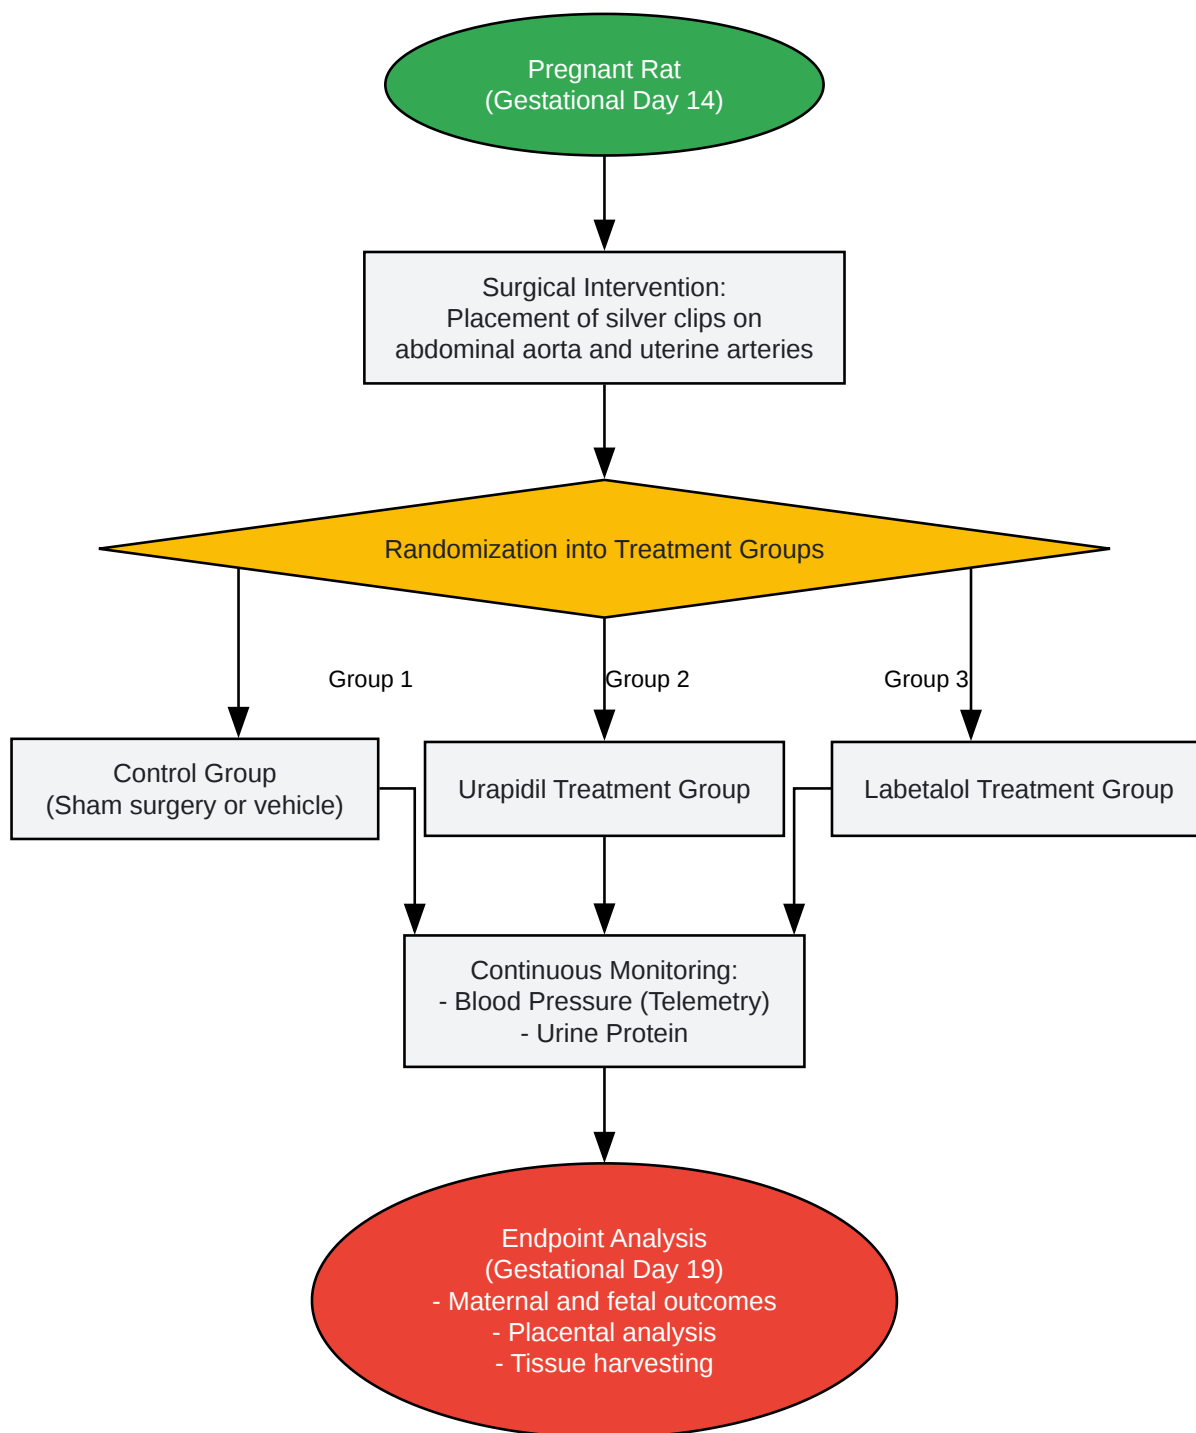 Pregnant Rat
(Gestational Day 14)
Surgical Intervention:
Placement of silver clips on
abdominal aorta and uterine arteries
Randomization into Treatment Groups
Group 1
Group 2
Group 3
Control Group
(Sham surgery or vehicle)
Urapidil Treatment Group
Labetalol Treatment Group
Continuous Monitoring:
- Blood Pressure (Telemetry)
- Urine Protein
Endpoint Analysis
(Gestational Day 19)
- Maternal and fetal outcomes
- Placental analysis
- Tissue harvesting